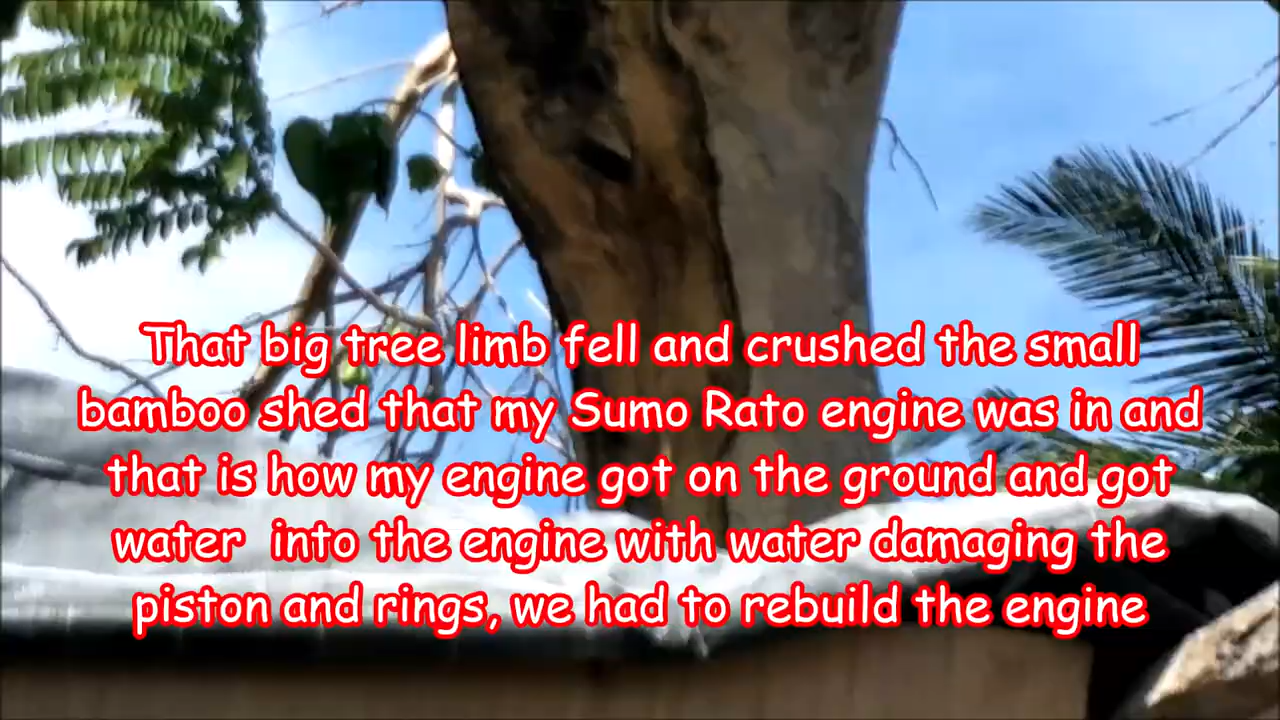 That big tree limb fell and crushed the small
bamboo shed that my Sumo Rato engine was in and
that is how my engine got on the ground and got
water  into the engine with water damaging the
piston and rings, we had to rebuild the engine